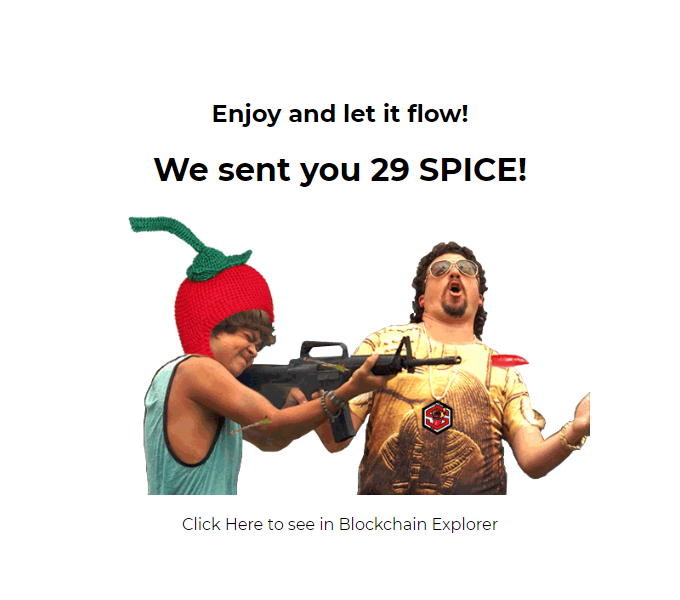 Enjoy and let it flow!
We sent you 29 SPICE!
Click Here to see in Blockchain Explorer